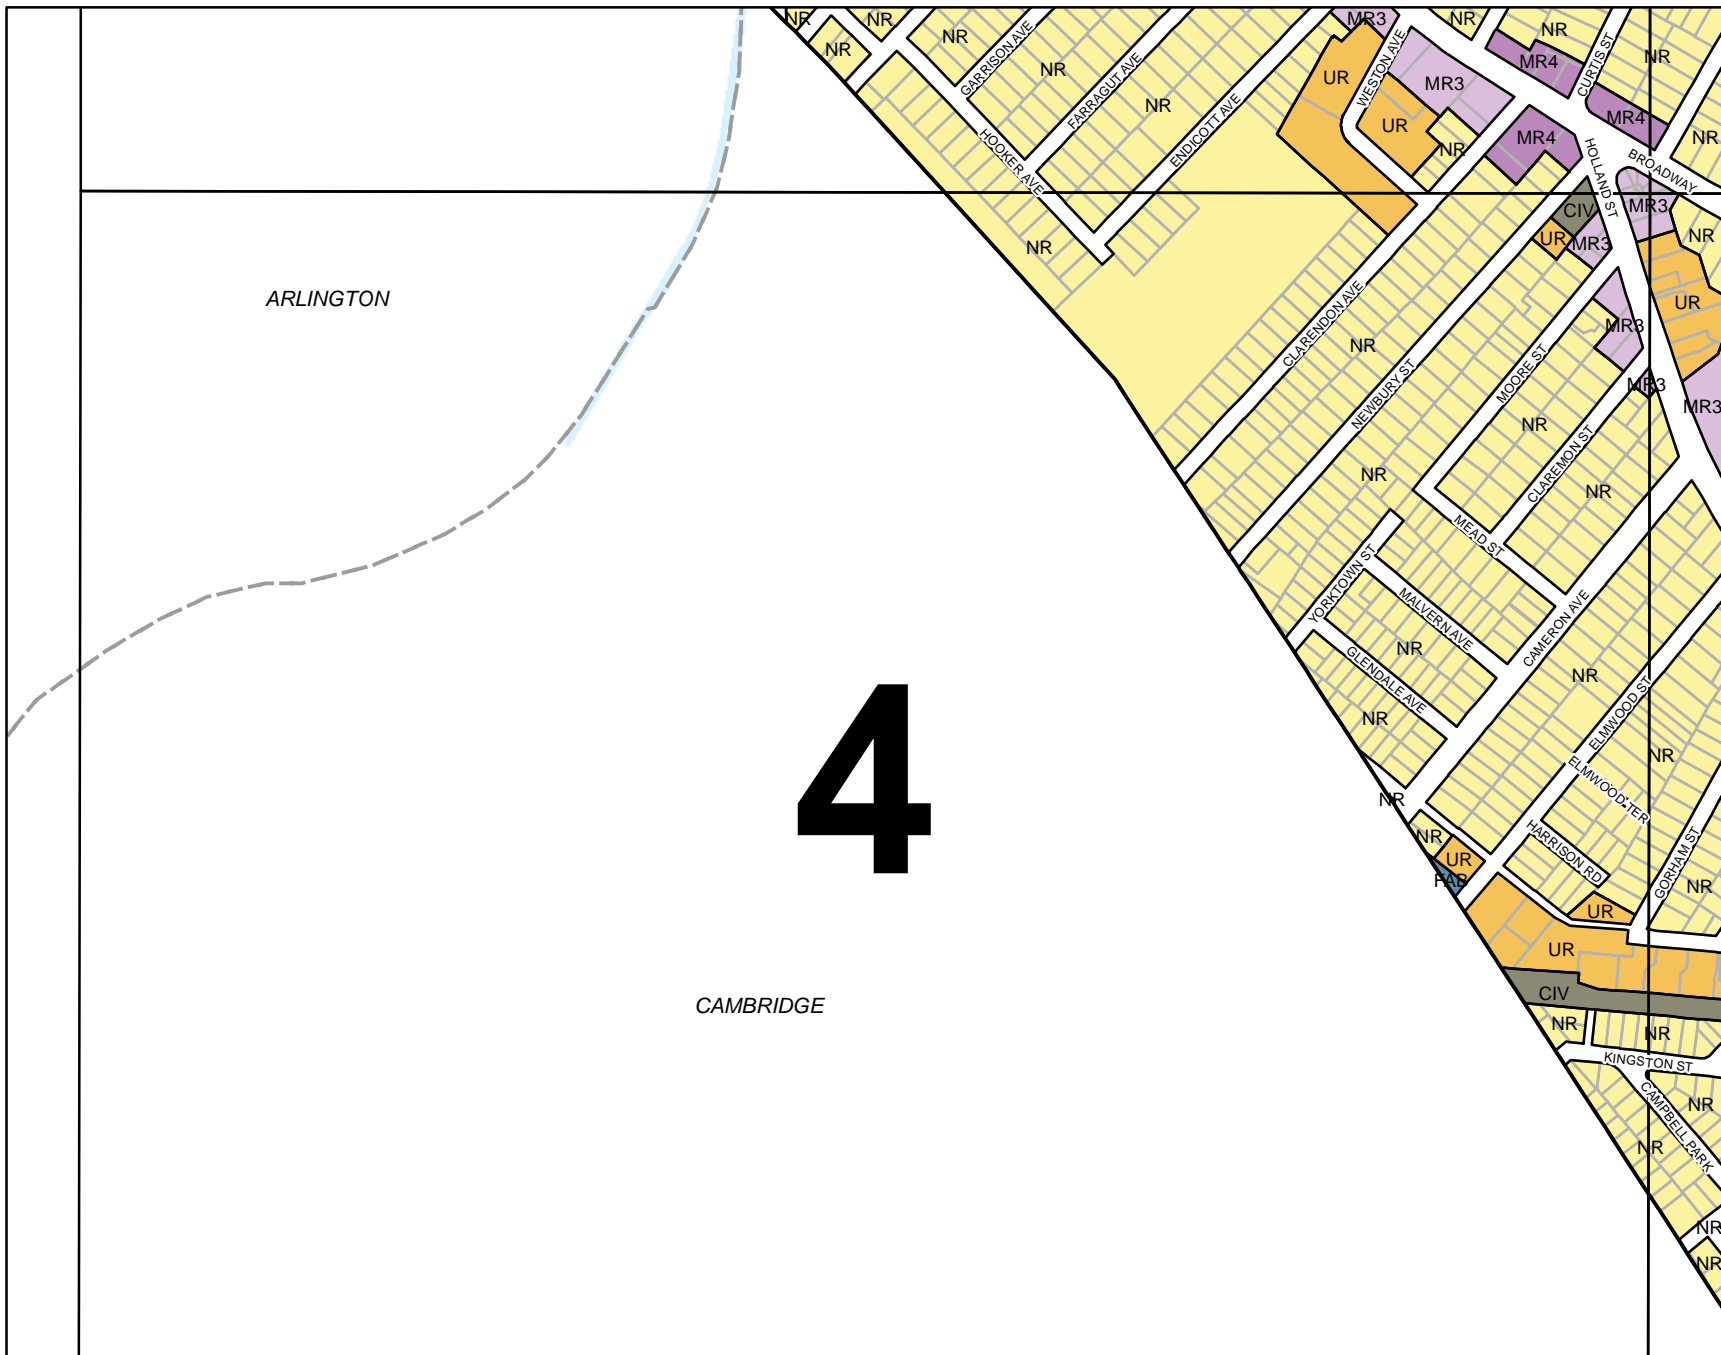 NR
NR
NR
NR
GARRISON AVE
NR
FARRAGUT AVE
NR
ENDICOTT AVE
HOOKER AVE
NR
MR3
UR
WESTON AVE
MR3
UR
NR
NR
NR
MR4
CURTIS ST
NR
MR4
MR4
NR
HOLLAND ST
BROADWAY
CIV
MR3
UR
MR3
NR
UR
MR3
MR3
MR3
ARLINGTON
CLARENDON AVE
NR
NEWBURY ST
MOORE ST
NR
CLAREMON ST
NR
NR
MEAD ST
YORKTOWN ST
MALVERN AVE
NR
GLENDALE AVE
NR
CAMERON AVE
NR
ELMWOOD ST
NR
ELMWOOD TER
4
NR
NR
UR
FAB
HARRISON RD
GORHAM ST
NR
UR
UR
CIV
CAMBRIDGE
NR
NR
KINGSTON ST
NR
CAMPBELL PARK
NR
NR
NR